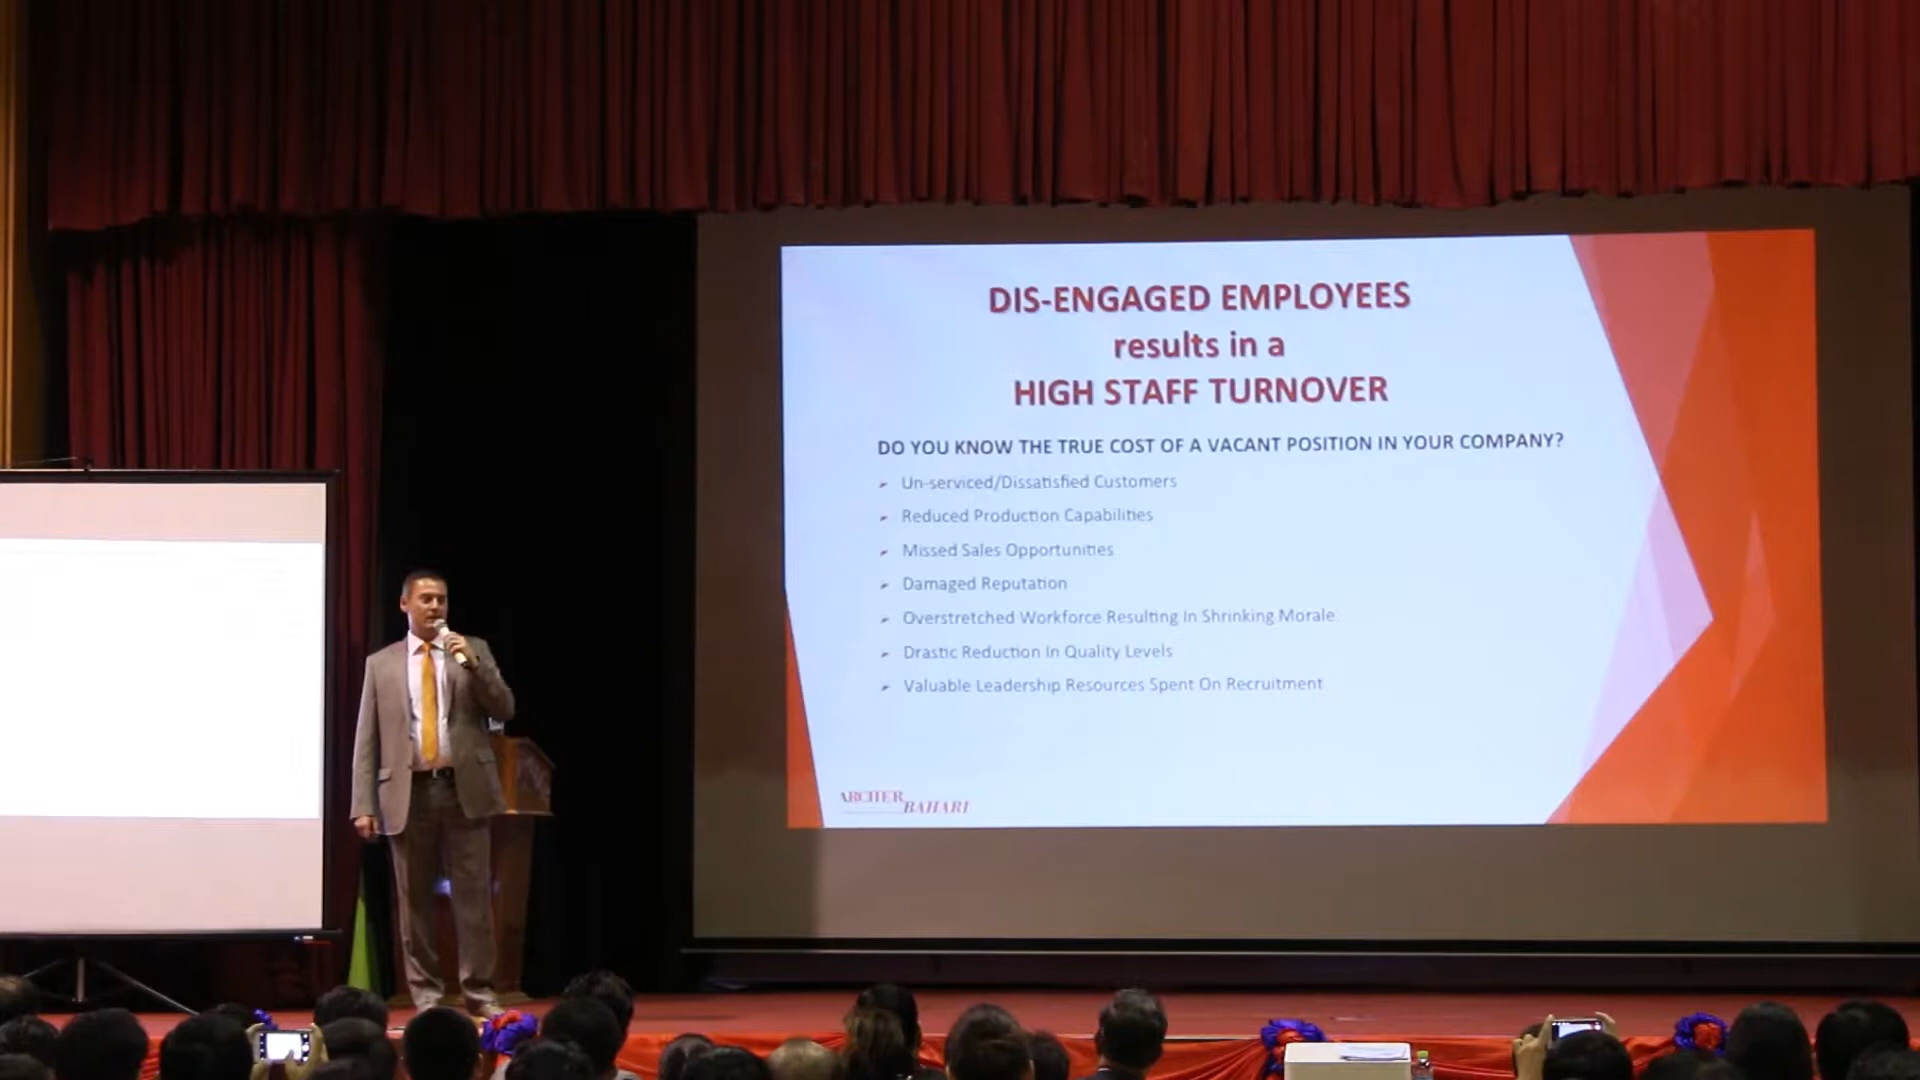 DIS-ENGAGED EMPLOYEES
results in a
HIGH STAFF TURNOVER
DO YOU KNOW THE TRUE COST OF A VACANT POSITION IN YOUR COMPANY?
Un-serviced/Dissatisfied Customers
Reduced Production Capabilities
Missed Sales Opportunities
Damaged Reputation
Overstretched Workforce Resulting In Shrinking Morale
Drastic Reduction In Quality Levels
Valuable Leadership Resources Spent On Recruitment
ARCHER
BAHARI